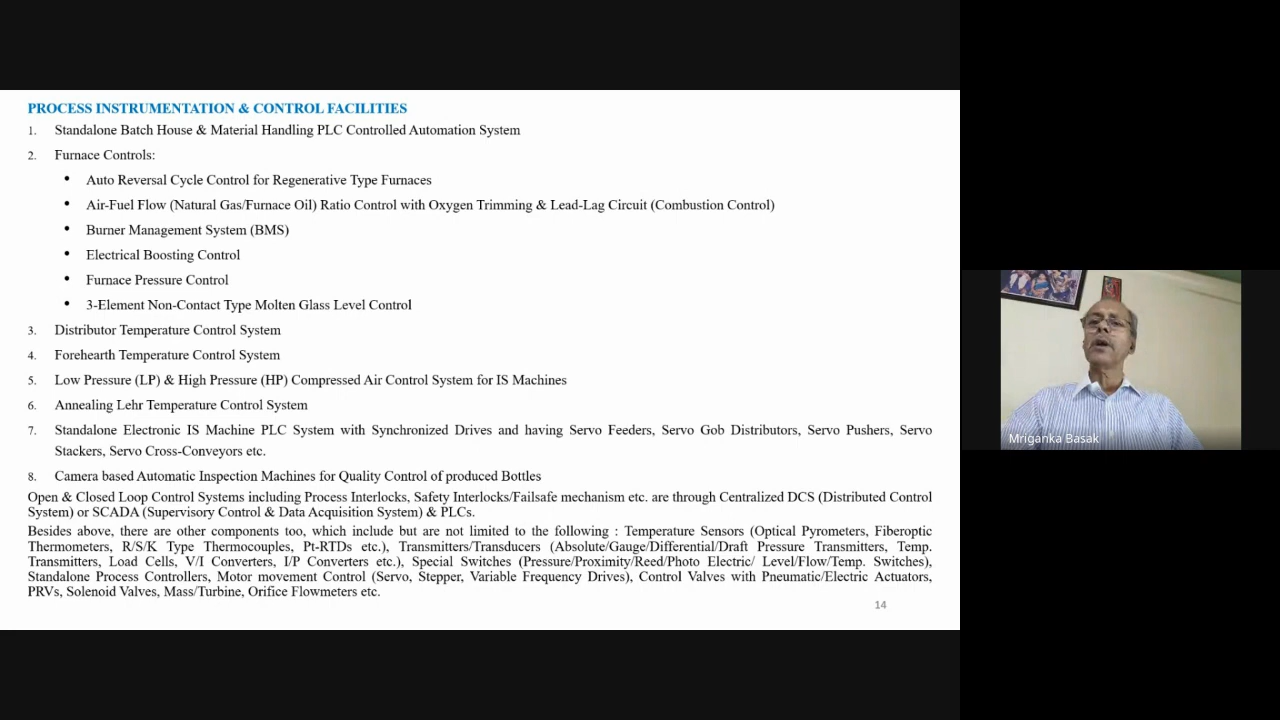 PROCESS INSTRUMENTATION & CONTROL FACILITIES
1. Standalone Batch House & Material Handling PLC Controlled Automation System
2. Furnace Controls:
• Auto Reversal Cycle Control for Regenerative Type Furnaces
• Air-Fuel Flow (Natural Gas/Furnace Oil) Ratio Control with Oxygen Trimming & Lead-Lag Circuit (Combustion Control)
• Burner Management System (BMS)
• Electrical Boosting Control
• Furnace Pressure Control
• 3-Element Non-Contact Type Molten Glass Level Control
3. Distributor Temperature Control System
4. Forehearth Temperature Control System
5. Low Pressure (LP) & High Pressure (HP) Compressed Air Control System for IS Machines
6. Annealing Lehr Temperature Control System
7. Standalone Electronic IS Machine PLC System with Synchronized Drives and having Servo Feeders, Servo Gob Distributors, Servo Pushers, Servo
Stackers, Servo Cross-Conveyors etc.
8. Camera based Automatic Inspection Machines for Quality Control of produced Bottles
Open & Closed Loop Control Systems including Process Interlocks, Safety Interlocks/Failsafe mechanism etc. are through Centralized DCS (Distributed Control
System) or SCADA (Supervisory Control & Data Acquisition System) & PLCs.
Besides above, there are other components too, which include but are not limited to the following : Temperature Sensors (Optical Pyrometers, Fiberoptic
Thermometers, R/S/K Type Thermocouples, Pt-RTDs etc.), Transmitters/Transducers (Absolute/Gauge/Differential/Draft Pressure Transmitters, Temp.
Transmitters, Load Cells, V/I Converters, I/P Converters etc.), Special Switches (Pressure/Proximity/Reed/Photo Electric/ Level/Flow/Temp. Switches),
Standalone Process Controllers, Motor movement Control (Servo, Stepper, Variable Frequency Drives), Control Valves with Pneumatic/Electric Actuators,
PRVs, Solenoid Valves, Mass/Turbine, Orifice Flowmeters etc.
14
Mriganka Basak